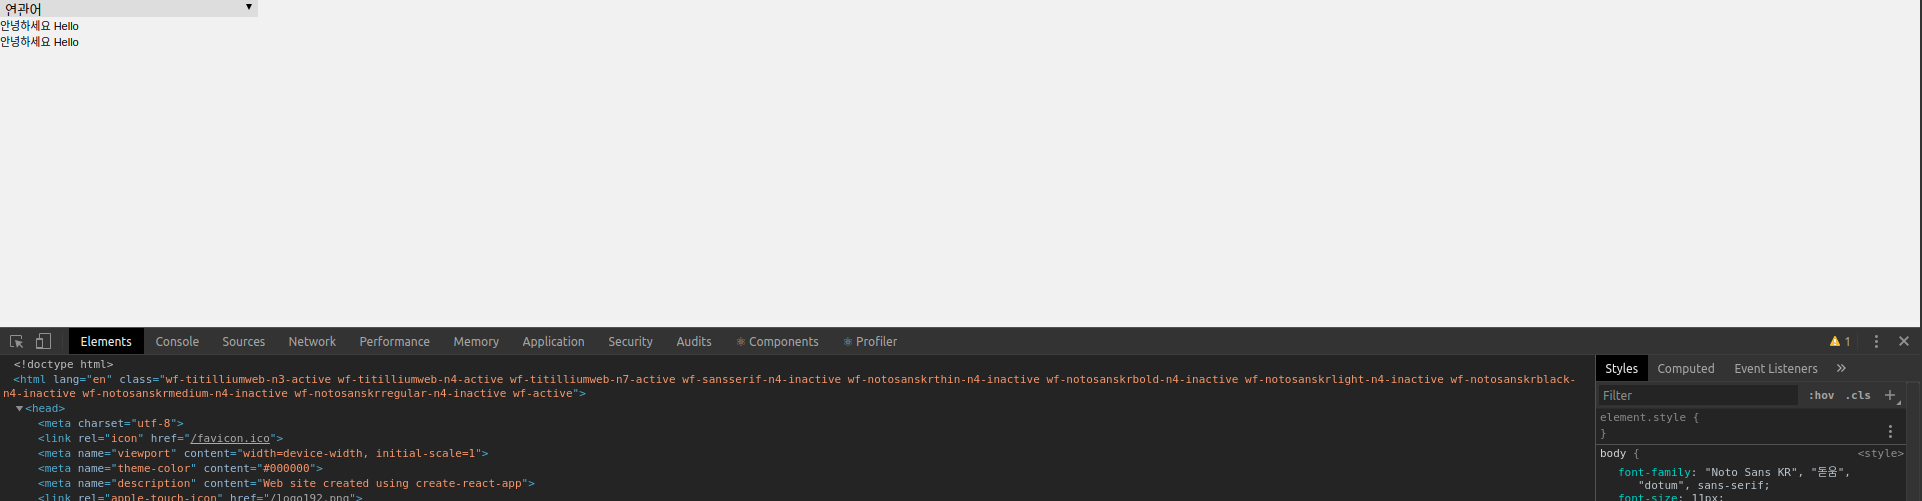 연관어 ▼
안녕하세요 Hello
안녕하세요 Hello
Elements Console Sources Network Performance Memory Application Security Audits Components Profiler 1
<!doctype html>
<html lang="en" class="wf-titilliumweb-n3-active wf-titilliumweb-n4-active wf-titilliumweb-n7-active wf-sansserif-n4-inactive wf-notosanskrthin-n4-inactive wf-notosanskrbold-n4-inactive wf-notosanskrlight-n4-inactive wf-notosanskrblack-
n4-inactive wf-notosanskrmedium-n4-inactive wf-notosanskrregular-n4-inactive wf-active">
▼<head>
<meta charset="utf-8">
<link rel="icon" href="/favicon.ico">
<meta name="viewport" content="width=device-width, initial-scale=1">
<meta name="theme-color" content="#000000">
<meta name="description" content="Web site created using create-react-app">
<link rel="apple-touch-icon" href="/logo192.png">
Styles Computed Event Listeners »
Filter :hov .cls +
element.style {
}
body { <style>
font-family: "Noto Sans KR", "돋움",
"dotum", sans-serif;
font-size: 11px;